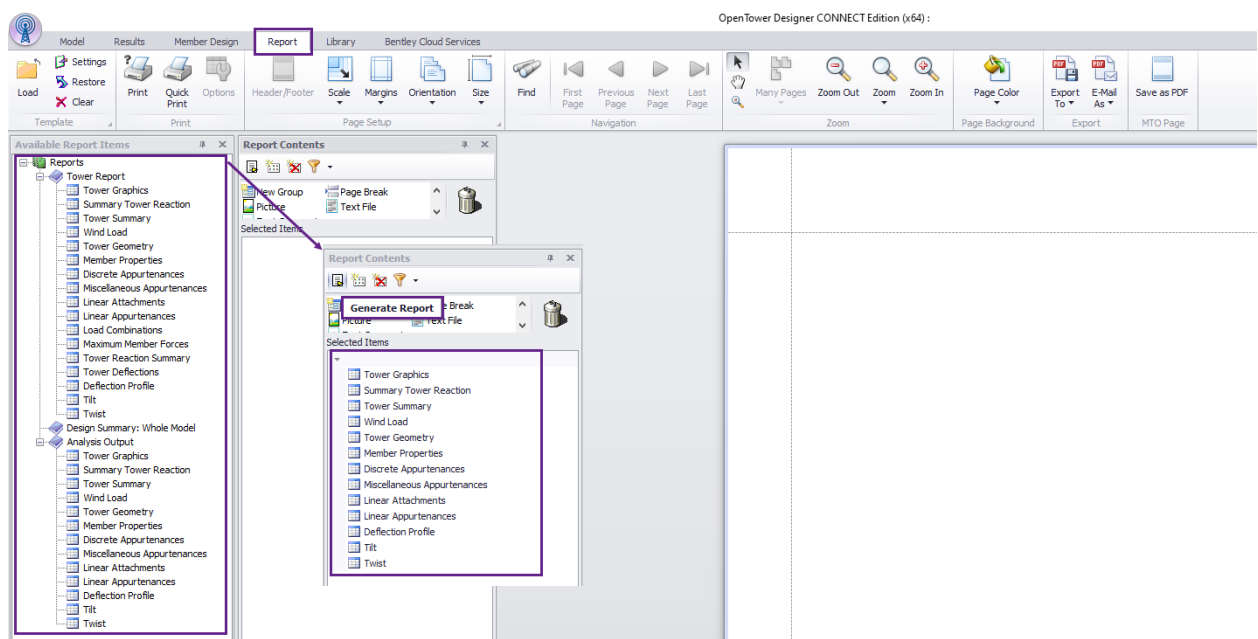 OpenTower Designer CONNECT Edition (x64) :
Model Results Member Design Report Library Bentley Cloud Services
Load
Settings
Restore
Clear
Template
Print
Quick Print
Options
Print
Header/Footer
Scale
Margins
Orientation
Size
Page Setup
Find
First Page
Previous Page
Next Page
Last Page
Navigation
Many Pages
Zoom Out
Zoom
Zoom In
Zoom
Page Color
Page Background
Export To
E-Mail As
Export
Save as PDF
MTO Page
Available Report Items
Reports
Tower Report
Tower Graphics
Summary Tower Reaction
Tower Summary
Wind Load
Tower Geometry
Member Properties
Discrete Appurtenances
Miscellaneous Appurtenances
Linear Attachments
Linear Appurtenances
Load Combinations
Maximum Member Forces
Tower Reaction Summary
Tower Deflections
Deflection Profile
Tilt
Twist
Design Summary: Whole Model
Analysis Output
Tower Graphics
Summary Tower Reaction
Tower Summary
Wind Load
Tower Geometry
Member Properties
Discrete Appurtenances
Miscellaneous Appurtenances
Linear Attachments
Linear Appurtenances
Deflection Profile
Tilt
Twist
Report Contents
New Group
Page Break
Picture
Text File
Selected Items
Report Contents
Generate Report
Break
Picture
Text File
Selected Items
Tower Graphics
Summary Tower Reaction
Tower Summary
Wind Load
Tower Geometry
Member Properties
Discrete Appurtenances
Miscellaneous Appurtenances
Linear Attachments
Linear Appurtenances
Deflection Profile
Tilt
Twist